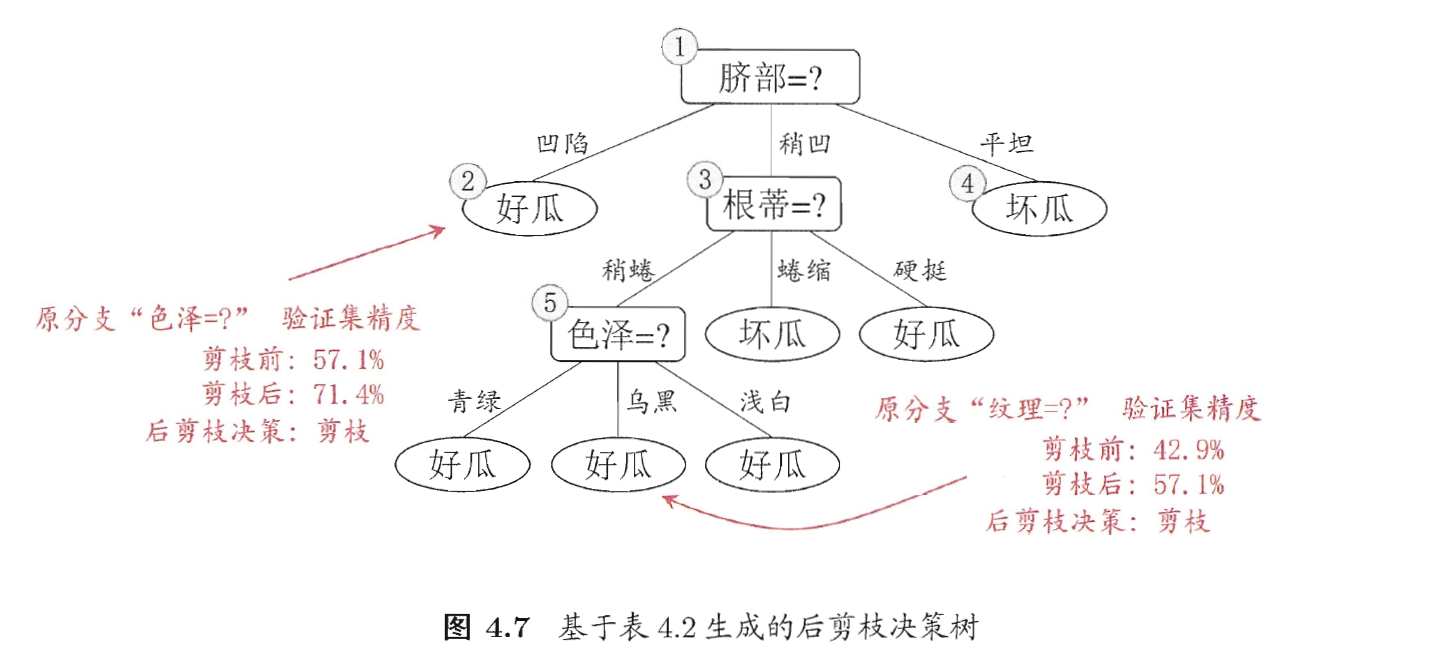 1
脐部=?
凹陷
稍凹
平坦
2
好瓜
3
根蒂=?
4
坏瓜
稍蜷
蜷缩
硬挺
5
色泽=?
坏瓜
好瓜
青绿
乌黑
浅白
好瓜
好瓜
好瓜
原分支“色泽=?” 验证集精度
剪枝前: 57.1%
剪枝后: 71.4%
后剪枝决策: 剪枝
原分支“纹理=?” 验证集精度
剪枝前: 42.9%
剪枝后: 57.1%
后剪枝决策: 剪枝
图 4.7 基于表 4.2 生成的后剪枝决策树